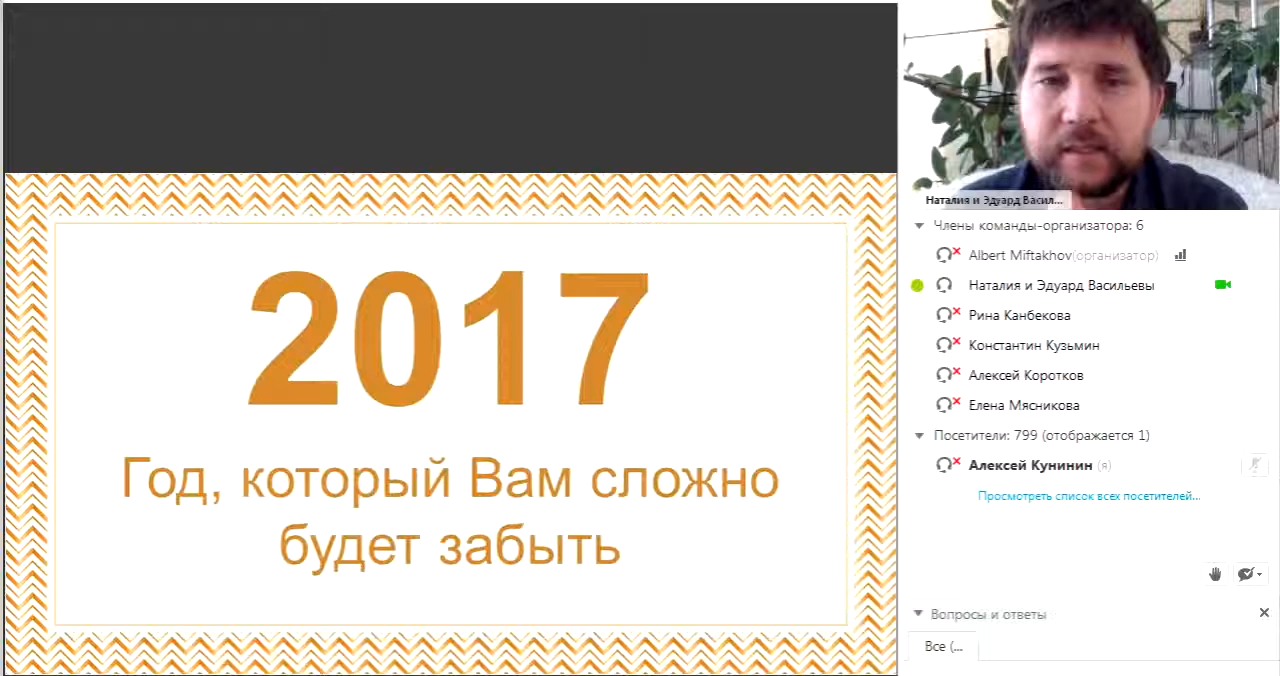 2017
Год, который Вам сложно
будет забыть
Наталия и Эдуард Васил...
Члены команды-организатора: 6
Albert Miftakhov(организатор)
Наталия и Эдуард Васильевы
Рина Канбекова
Константин Кузьмин
Алексей Коротков
Елена Мясникова
Посетители: 799 (отображается 1)
Алексей Кунинин (я)
Просмотреть список всех посетителей...
Вопросы и ответы
Все (...